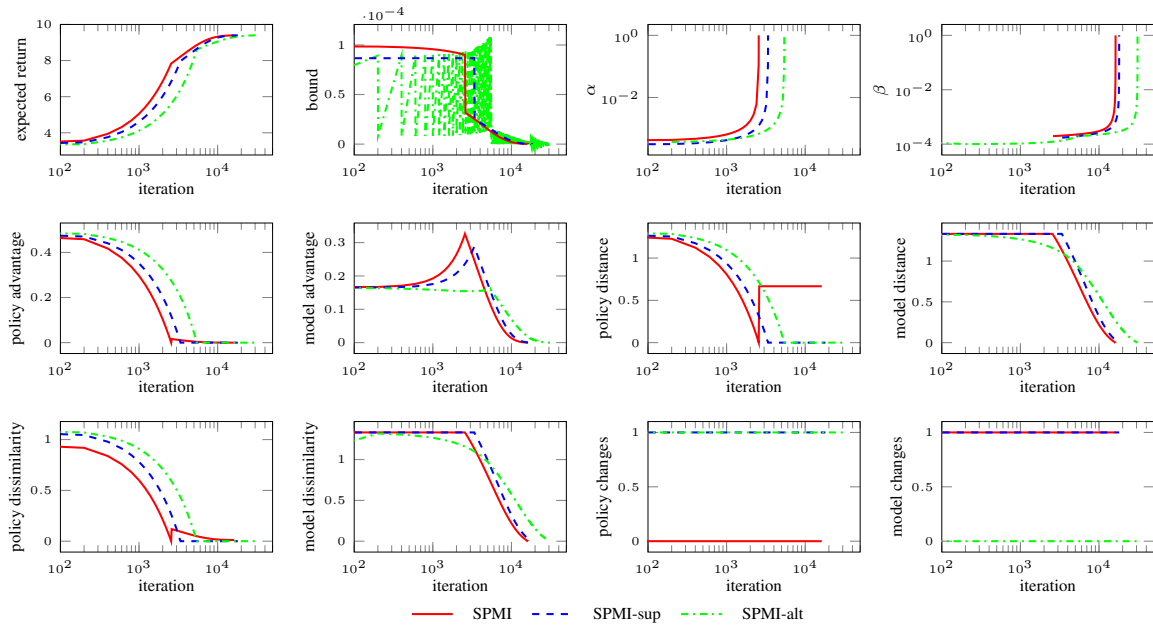 expected return
10
8
6
4
10^2
10^3
10^4
iteration
bound
·10^-4
1
0.5
0
10^2
10^3
10^4
iteration
α
10^0
10^-2
10^2
10^3
10^4
iteration
β
10^0
10^-2
10^-4
10^2
10^3
10^4
iteration
policy advantage
0.4
0.2
0
10^2
10^3
10^4
iteration
model advantage
0.3
0.2
0.1
0
10^2
10^3
10^4
iteration
policy distance
1
0.5
0
10^2
10^3
10^4
iteration
model distance
1
0.5
0
10^2
10^3
10^4
iteration
policy dissimilarity
1
0.5
0
10^2
10^3
10^4
iteration
model dissimilarity
1
0.5
0
10^2
10^3
10^4
iteration
policy changes
1
0.5
0
10^2
10^3
10^4
iteration
model changes
1
0.5
0
10^2
10^3
10^4
iteration
SPMI SPMI-sup SPMI-alt